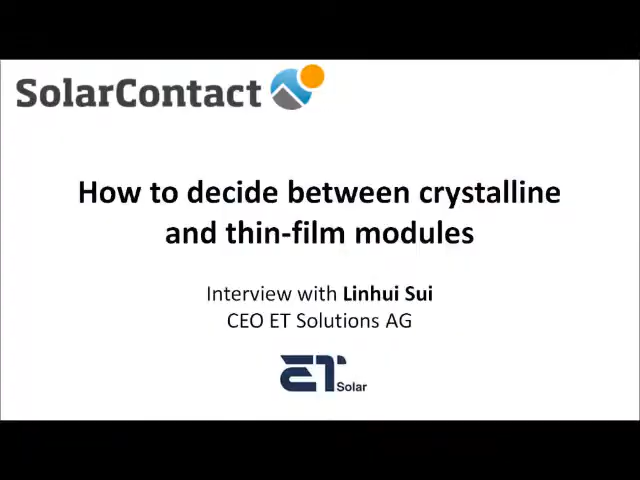 SolarContact
How to decide between crystalline
and thin-film modules
Interview with Linhui Sui
CEO ET Solutions AG
ET Solar